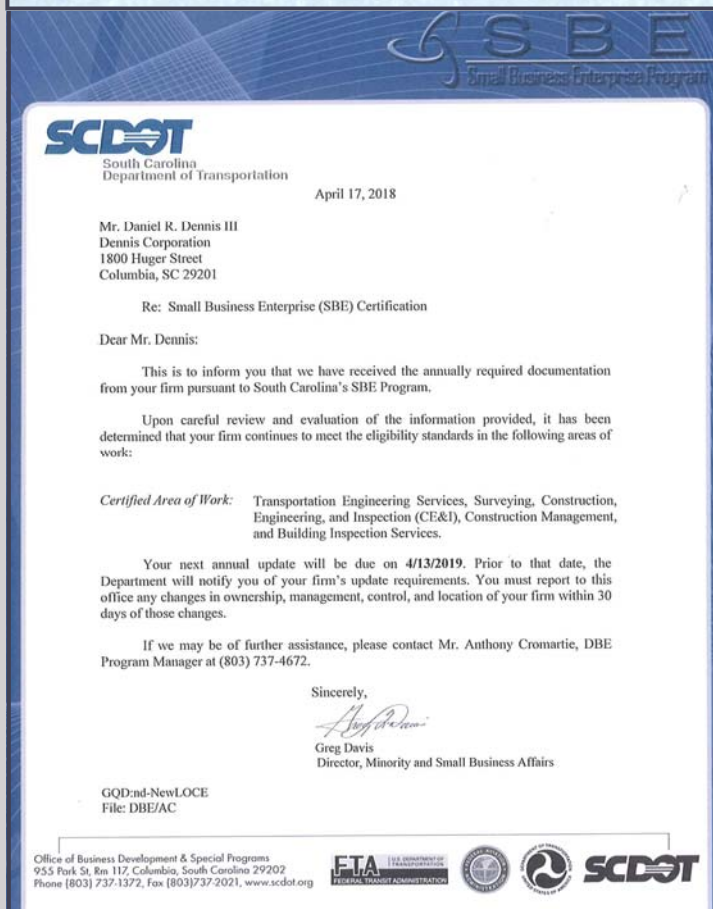 SBE
Small Business Enterprise Program
SCDOT
South Carolina
Department of Transportation
April 17, 2018
Mr. Daniel R. Dennis III
Dennis Corporation
1800 Huger Street
Columbia, SC 29201
Re: Small Business Enterprise (SBE) Certification
Dear Mr. Dennis:
This is to inform you that we have received the annually required documentation
from your firm pursuant to South Carolina's SBE Program.
Upon careful review and evaluation of the information provided, it has been
determined that your firm continues to meet the eligibility standards in the following areas of
work:
Certified Area of Work: Transportation Engineering Services, Surveying, Construction,
Engineering, and Inspection (CE&I), Construction Management,
and Building Inspection Services.
Your next annual update will be due on 4/13/2019. Prior to that date, the
Department will notify you of your firm's update requirements. You must report to this
office any changes in ownership, management, control, and location of your firm within 30
days of those changes.
If we may be of further assistance, please contact Mr. Anthony Cromartie, DBE
Program Manager at (803) 737-4672.
Sincerely,
Greg Davis
Director, Minority and Small Business Affairs
GQD:nd-NewLOCE
File: DBE/AC
Office of Business Development & Special Programs
955 Park St, Rm 117, Columbia, South Carolina 29202
Phone (803) 737-1372, Fax (803)737-2021, www.scdot.org
FTA U.S. DEPARTMENT OF TRANSPORTATION
FEDERAL TRANSIT ADMINISTRATION
SCDOT